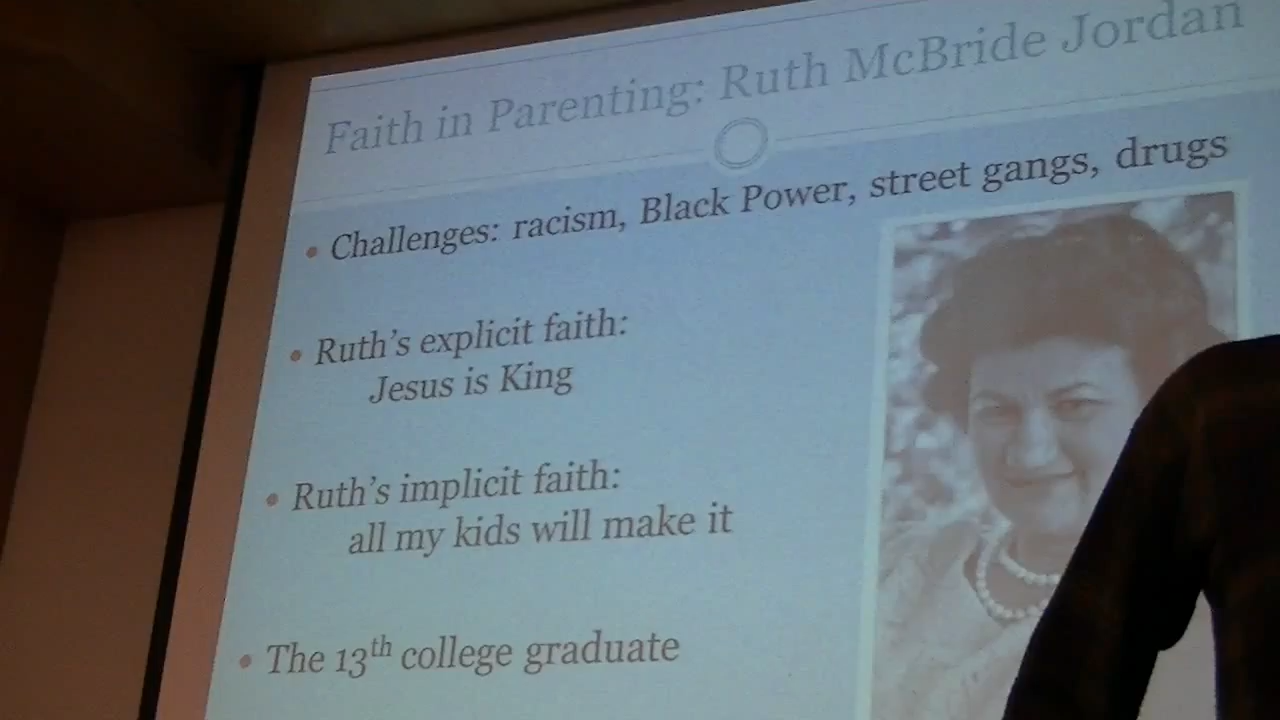 Faith in Parenting: Ruth McBride Jordan
• Challenges: racism, Black Power, street gangs, drugs
• Ruth's explicit faith:
Jesus is King
• Ruth's implicit faith:
all my kids will make it
• The 13th college graduate